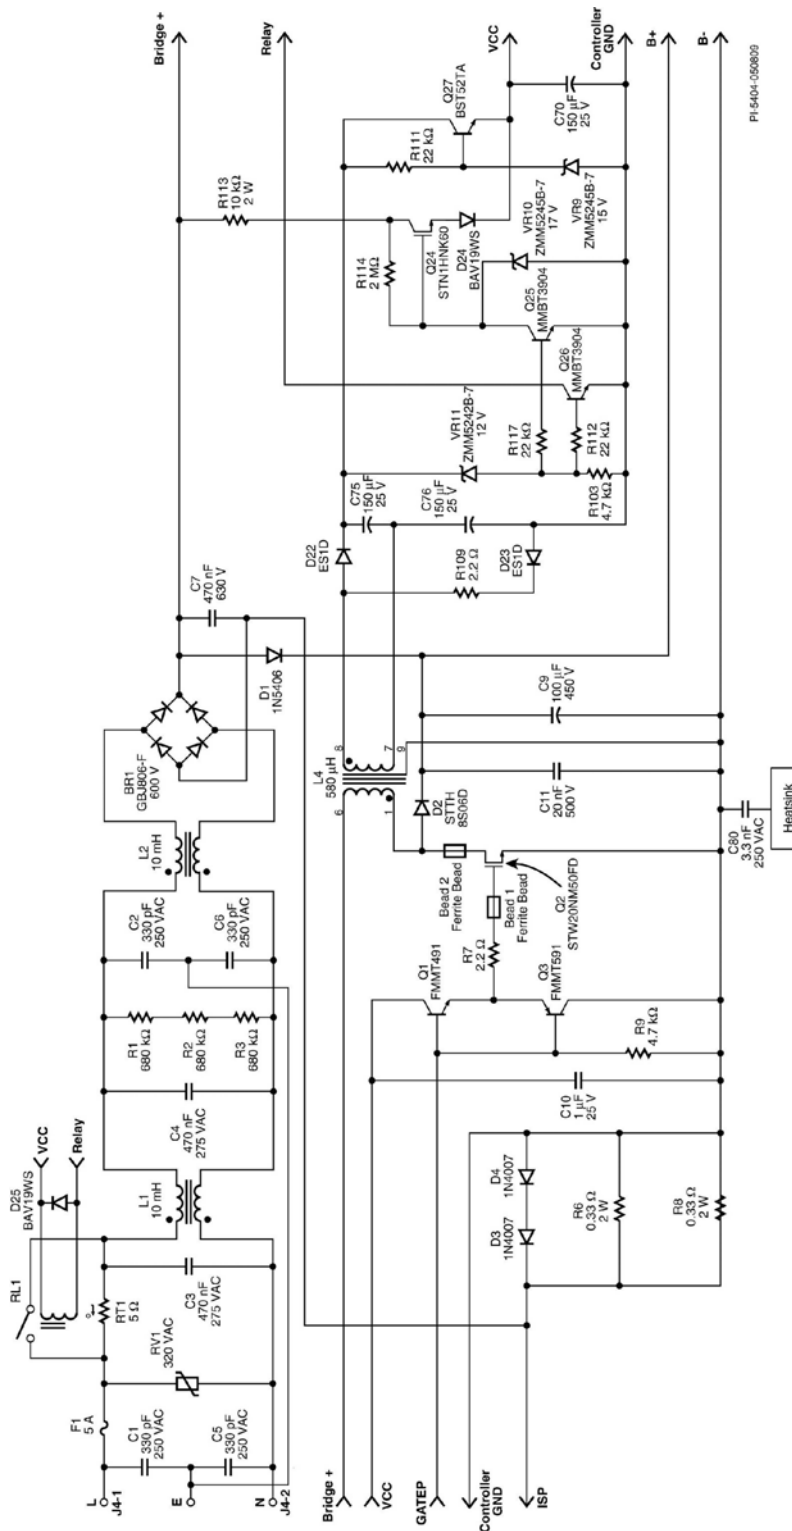 L
J4-1
E
N
J4-2
F1
5 A
C1
330 pF
250 VAC
C5
330 pF
250 VAC
RV1
320 VAC
RL1
RT1
5 Ω
o
D25
BAV19WS
VCC
Relay
C3
470 nF
275 VAC
L1
10 mH
C4
470 nF
275 VAC
R1
680 kΩ
R2
680 kΩ
R3
680 kΩ
C2
330 pF
250 VAC
C6
330 pF
250 VAC
L2
10 mH
BR1
GBJ806-F
600 V
C7
470 nF
630 V
D1
1N5406
Bridge +
Relay
VCC
Controller
GND
B+
B-
R113
10 kΩ
2 W
R114
2 MΩ
Q24
STN1HNK60
D24
BAV19WS
R111
22 kΩ
Q27
BST52TA
C70
150 µF
25 V
VR10
ZMM5245B-7
17 V
VR9
ZMM5245B-7
15 V
Q25
MMBT3904
Q26
MMBT3904
VR11
ZMM5242B-7
12 V
R117
22 kΩ
R112
22 kΩ
R103
4.7 kΩ
C75
150 µF
25 V
C76
150 µF
25 V
D22
ES1D
R109
2.2 Ω
D23
ES1D
L4
580 µH
6
1
8
7
9
D2
STTH
8S06D
C9
100 µF
450 V
C11
20 nF
500 V
C80
3.3 nF
250 VAC
Heatsink
Bead 2
Ferrite Bead
Bead 1
Ferrite Bead
Q2
STW20NM50FD
R7
2.2 Ω
Q1
FMMT491
Q3
FMMT591
R9
4.7 kΩ
C10
1 µF
25 V
D3
1N4007
D4
1N4007
R6
0.33 Ω
2 W
R8
0.33 Ω
2 W
Bridge +
VCC
GATEP
Controller
GND
ISP
PI-5404-050809